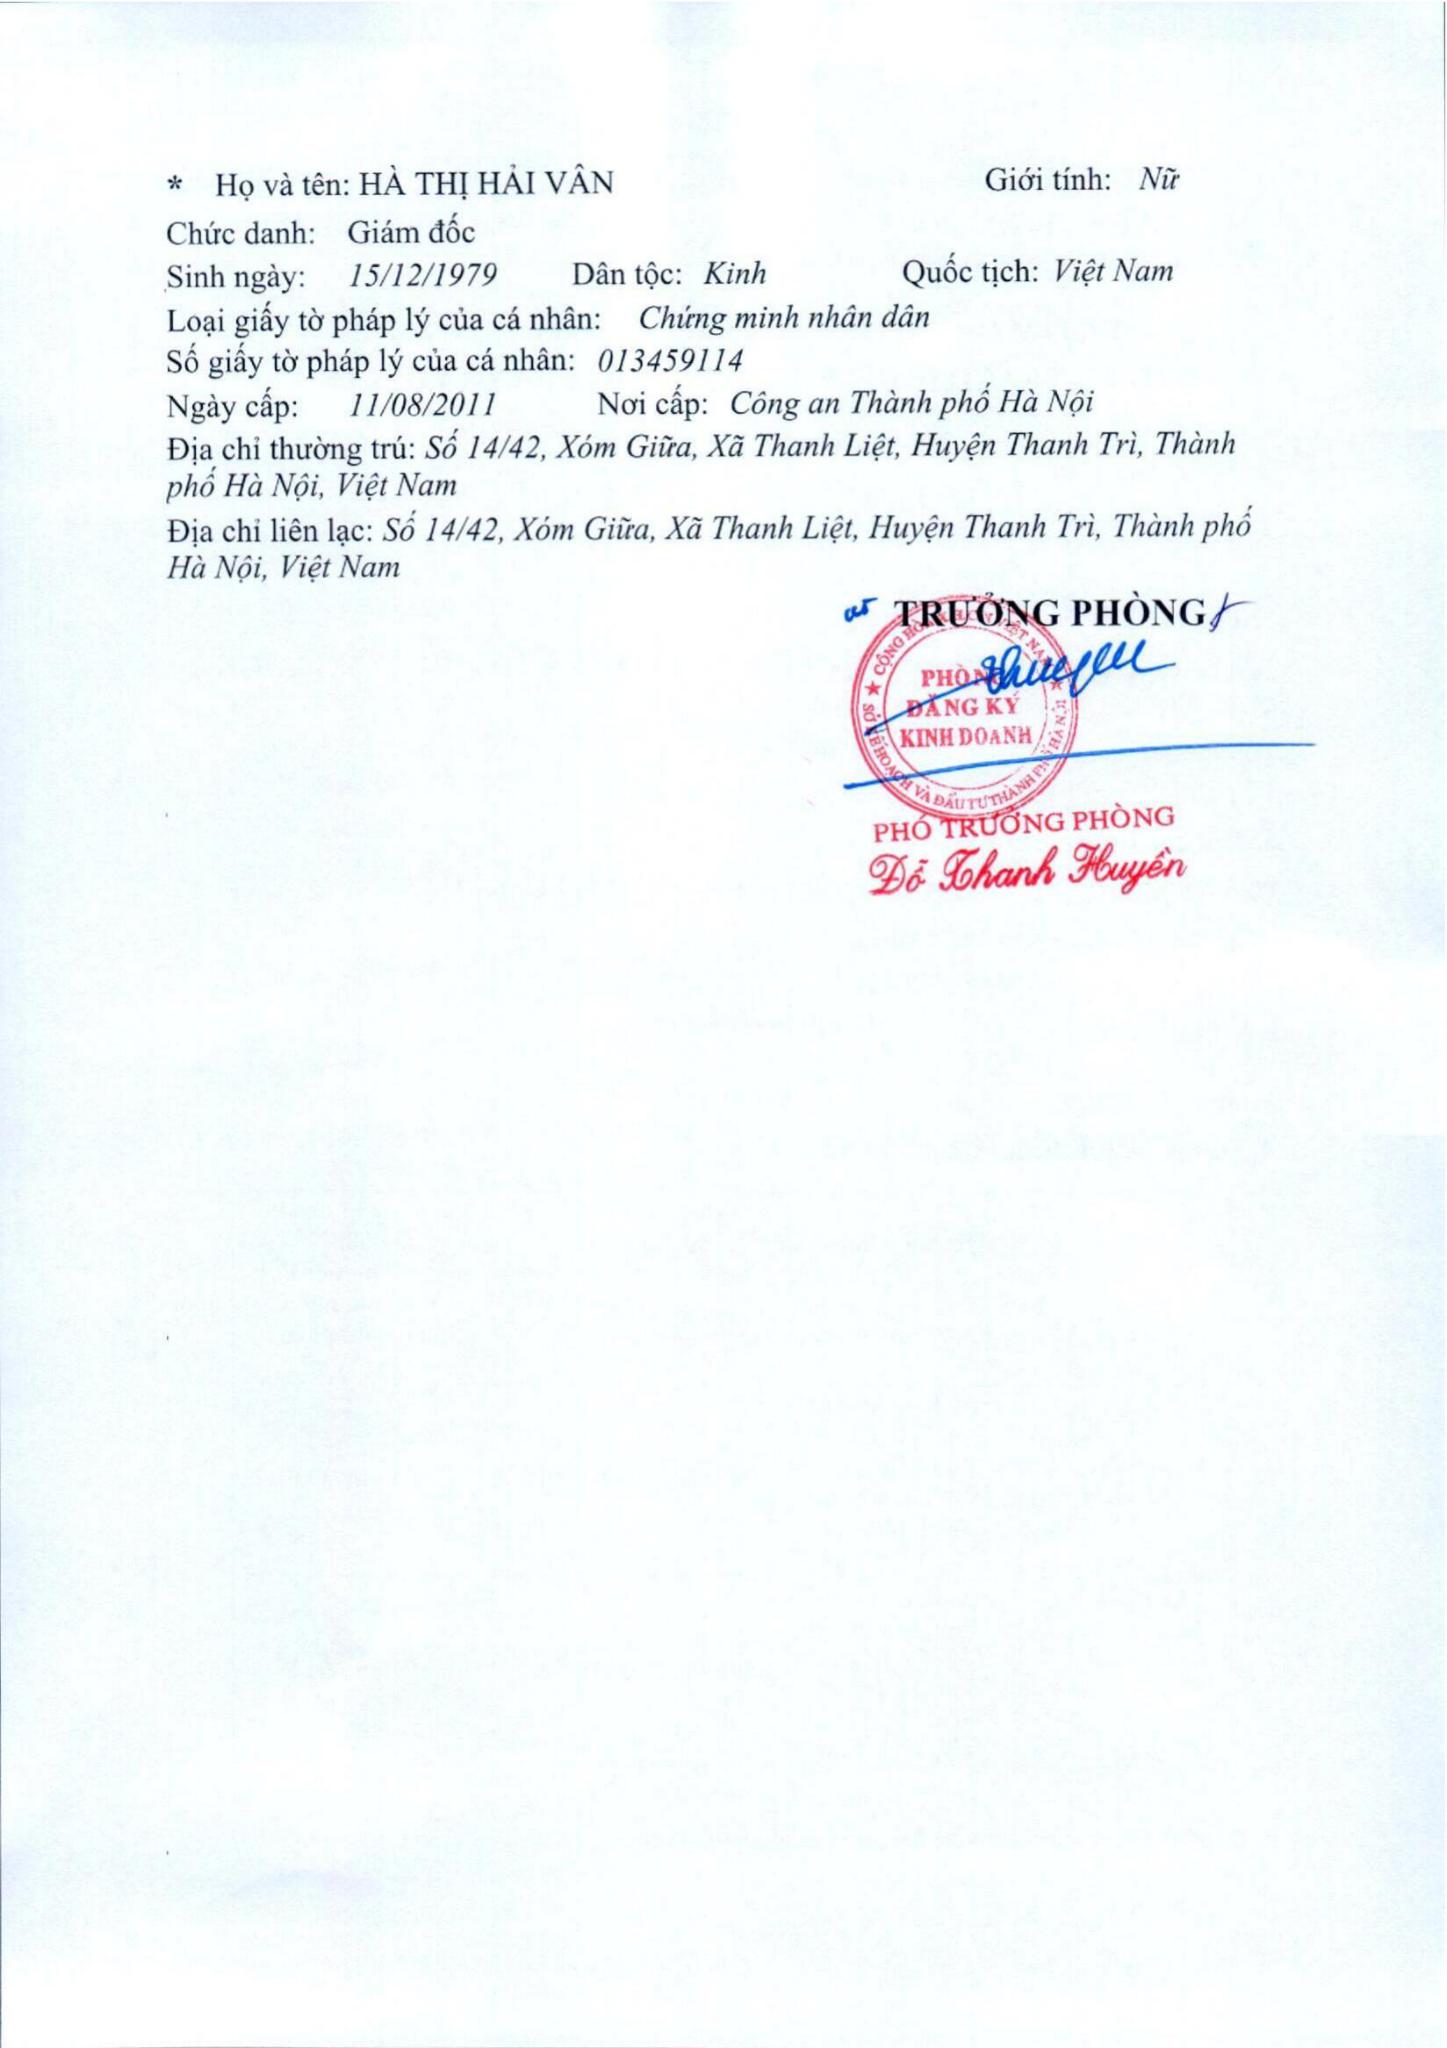 * Họ và tên: HÀ THỊ HẢI VÂN Giới tính: Nữ
Chức danh: Giám đốc
Sinh ngày: 15/12/1979 Dân tộc: Kinh Quốc tịch: Việt Nam
Loại giấy tờ pháp lý của cá nhân: Chứng minh nhân dân
Số giấy tờ pháp lý của cá nhân: 013459114
Ngày cấp: 11/08/2011 Nơi cấp: Công an Thành phố Hà Nội
Địa chỉ thường trú: Số 14/42, Xóm Giữa, Xã Thanh Liệt, Huyện Thanh Trì, Thành
phố Hà Nội, Việt Nam
Địa chỉ liên lạc: Số 14/42, Xóm Giữa, Xã Thanh Liệt, Huyện Thanh Trì, Thành phố
Hà Nội, Việt Nam
TRƯỞNG PHÒNG
PHÒNG
ĐĂNG KÝ
KINH DOANH
SỞ KẾ HOẠCH VÀ ĐẦU TƯ THÀNH PHỐ HÀ NỘI
PHÓ TRƯỞNG PHÒNG
Đỗ Thanh Huyền